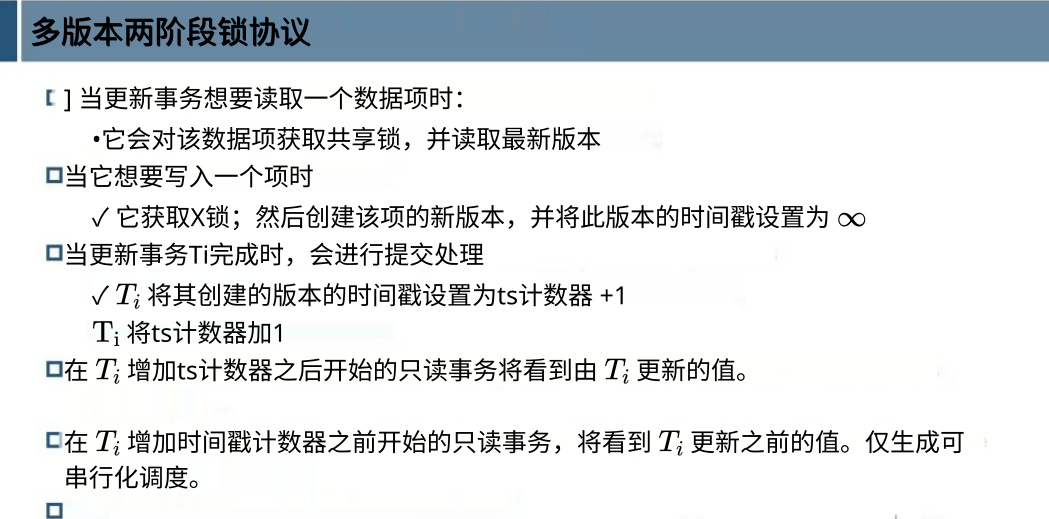 多版本两阶段锁协议
] 当更新事务想要读取一个数据项时：
•它会对该数据项获取共享锁，并读取最新版本
当它想要写入一个项时
✓ 它获取X锁；然后创建该项的新版本，并将此版本的时间戳设置为 ∞
当更新事务Ti完成时，会进行提交处理
✓ Tᵢ 将其创建的版本的时间戳设置为ts计数器 +1
Tᵢ 将ts计数器加1
在 Tᵢ 增加ts计数器之后开始的只读事务将看到由 Tᵢ 更新的值。
在 Tᵢ 增加时间戳计数器之前开始的只读事务，将看到 Tᵢ 更新之前的值。仅生成可
串行化调度。